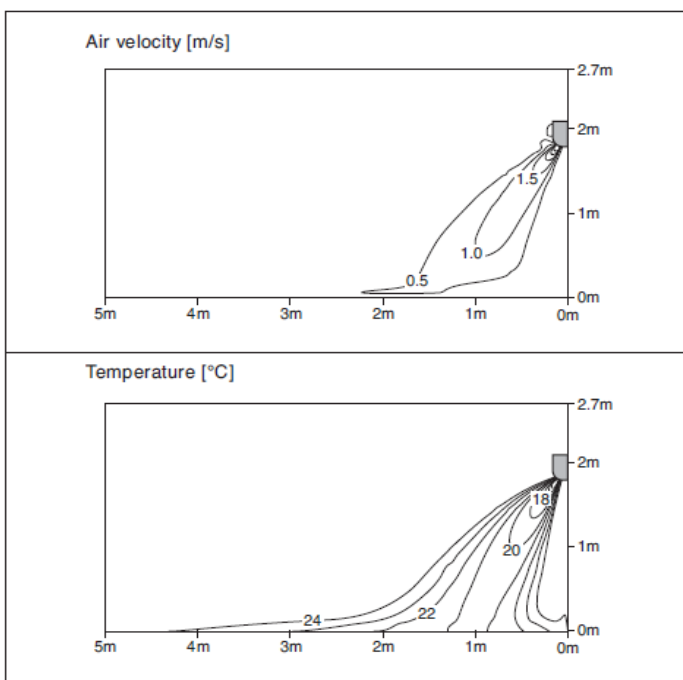 Air velocity [m/s]
2.7m
2m
1.5
1m
1.0
0.5
0m
5m 4m 3m 2m 1m 0m
Temperature [°C]
2.7m
2m
18
20
1m
22
24
0m
5m 4m 3m 2m 1m 0m